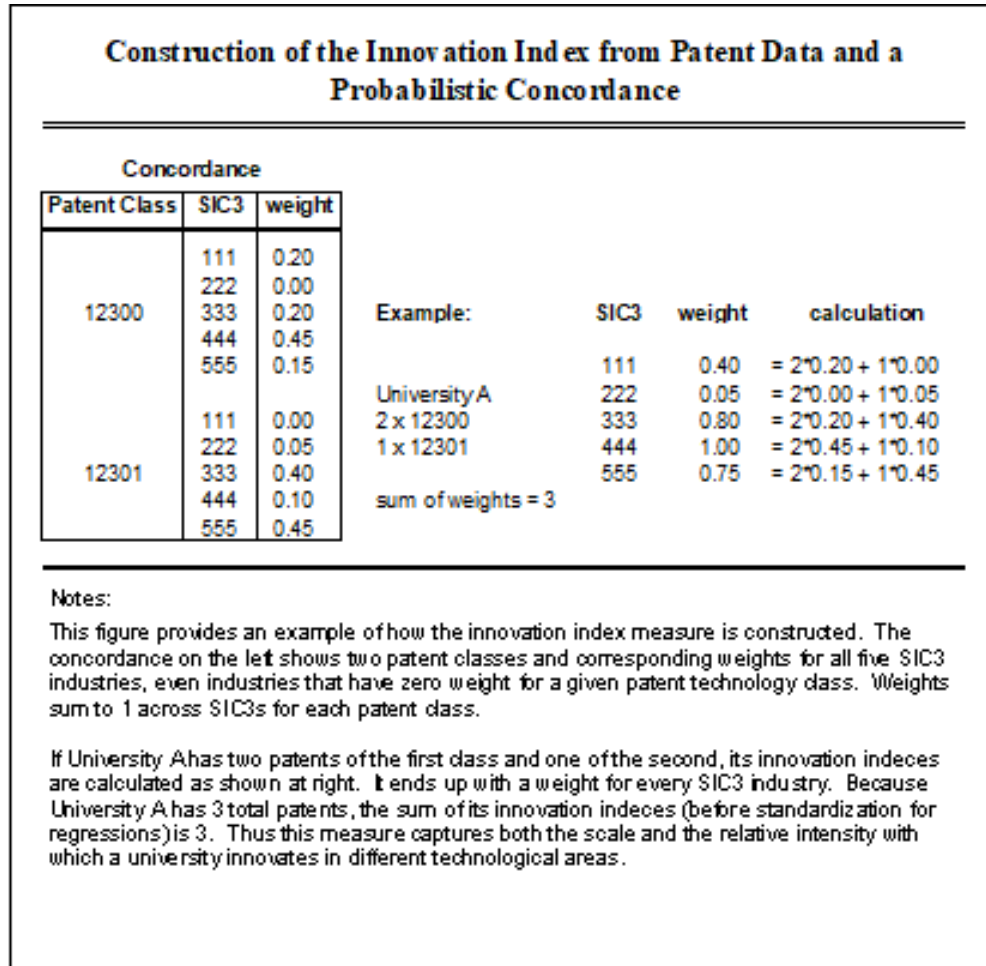 Construction of the Innovation Index from Patent Data and a
Probabilistic Concordance
Concordance
Patent Class SIC3 weight
111 0.20
222 0.00
12300 333 0.20
444 0.45
555 0.15
111 0.00
222 0.05
12301 333 0.40
444 0.10
555 0.45
Example: SIC3 weight calculation
111 0.40 = 2*0.20 + 1*0.00
University A 222 0.05 = 2*0.00 + 1*0.05
2 x 12300 333 0.80 = 2*0.20 + 1*0.40
1 x 12301 444 1.00 = 2*0.45 + 1*0.10
555 0.75 = 2*0.15 + 1*0.45
sum of weights = 3
Notes:
This figure provides an example of how the innovation index measure is constructed. The
concordance on the left shows two patent classes and corresponding weights for all five SIC3
industries, even industries that have zero weight for a given patent technology class. Weights
sum to 1 across SIC3s for each patent class.
If University A has two patents of the first class and one of the second, its innovation indeces
are calculated as shown at right. It ends up with a weight for every SIC3 industry. Because
University A has 3 total patents, the sum of its innovation indeces (before standardization for
regressions) is 3. Thus this measure captures both the scale and the relative intensity with
which a university innovates in different technological areas.